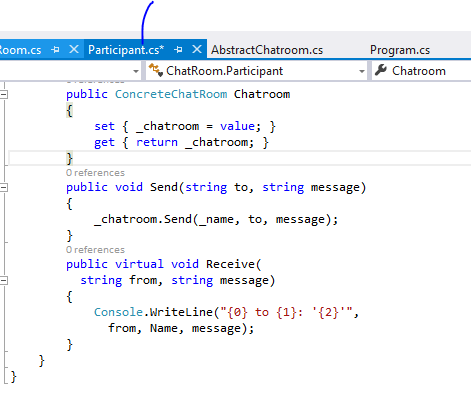 Room.cs
Participant.cs*
AbstractChatroom.cs
Program.cs
ChatRoom.Participant
Chatroom
0 references
public ConcreteChatRoom Chatroom
{
set { _chatroom = value; }
get { return _chatroom; }
}
0 references
public void Send(string to, string message)
{
_chatroom.Send(_name, to, message);
}
0 references
public virtual void Receive(
string from, string message)
{
Console.WriteLine("{0} to {1}: '{2}'",
from, Name, message);
}
}
}